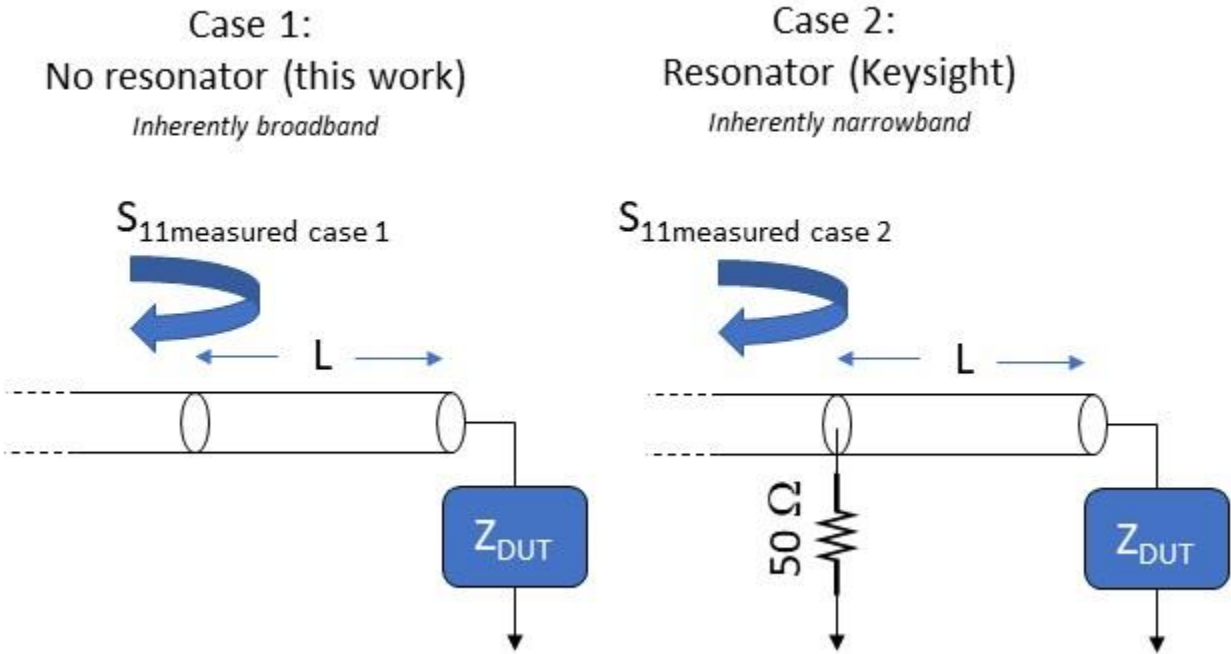 Case 1:
No resonator (this work)
Inherently broadband
S11measured case 1
L
ZDUT
Case 2:
Resonator (Keysight)
Inherently narrowband
S11measured case 2
L
50 Ω
ZDUT